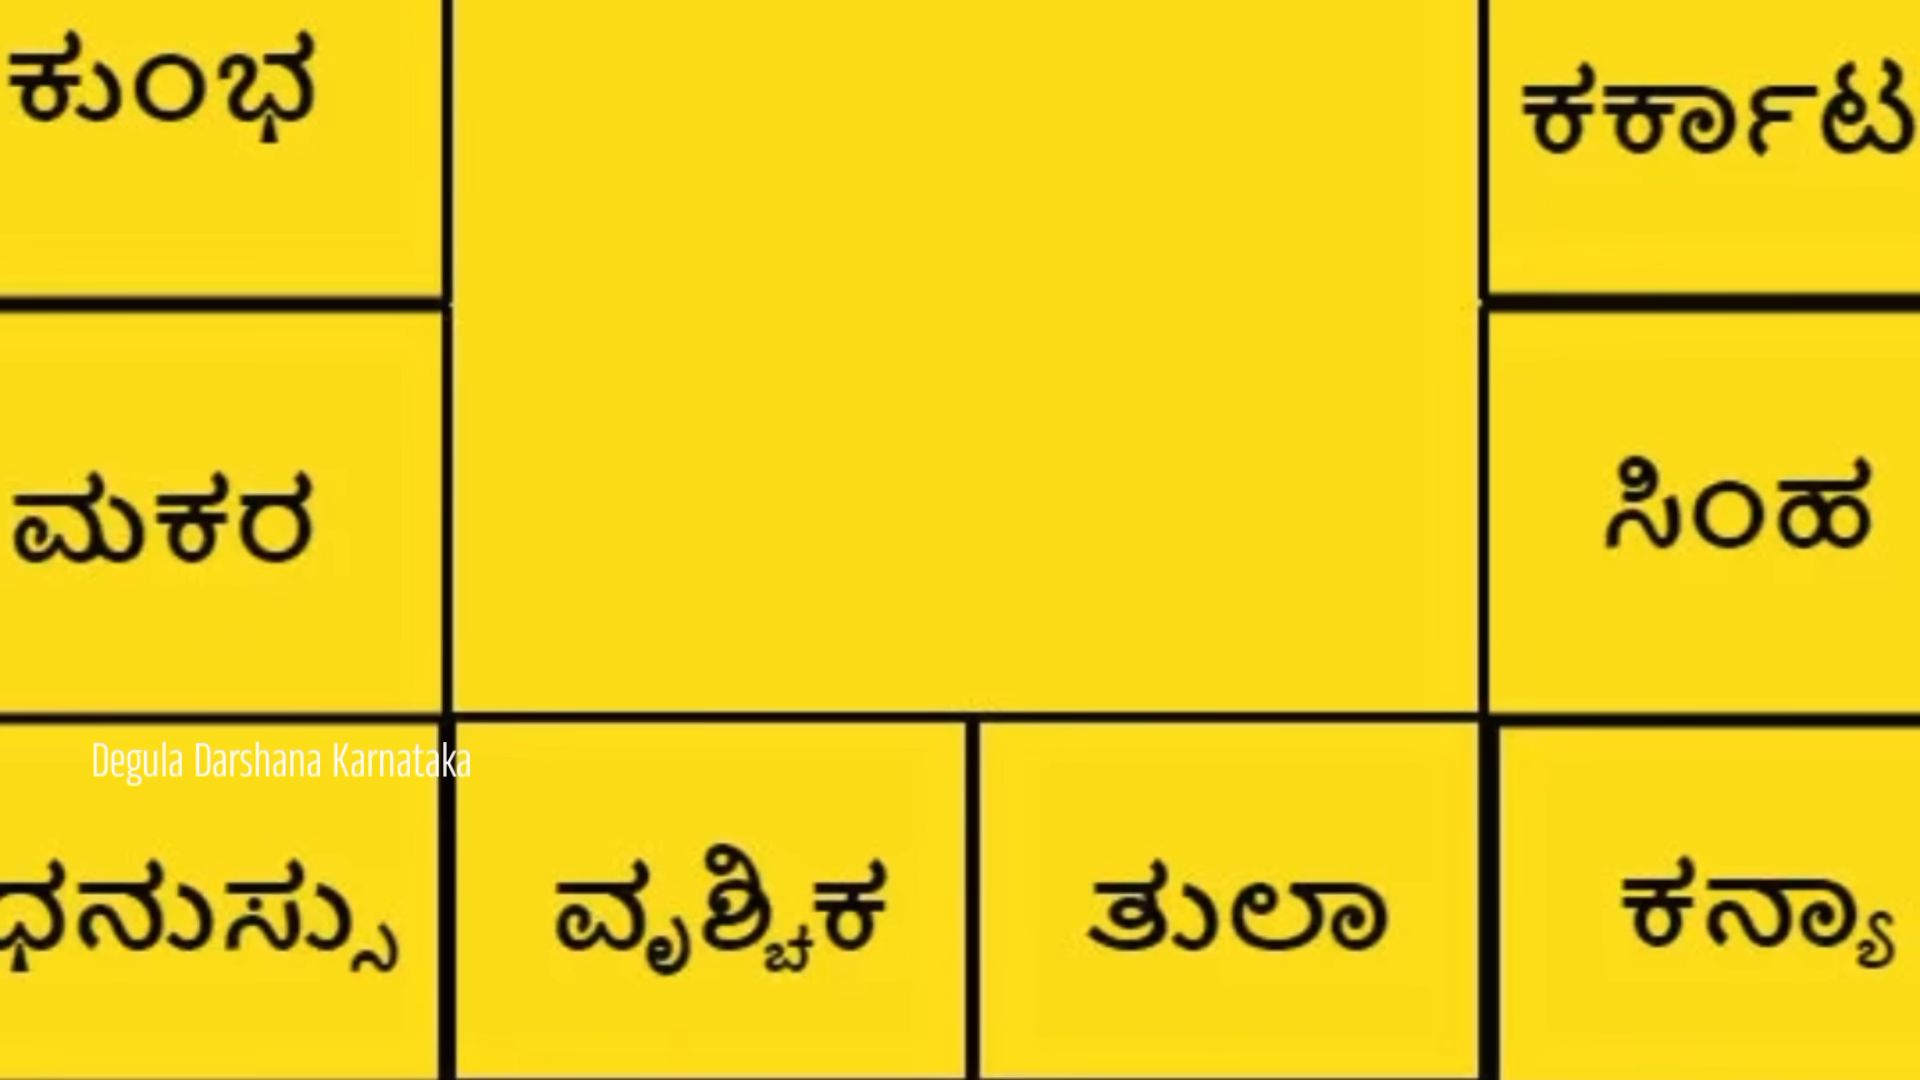 ಕುಂಭ
ಕರ್ಕಾಟ
ಮಕರ
ಸಿಂಹ
Degula Darshana Karnataka
ಧನುಸ್ಸು
ವೃಶ್ಚಿಕ
ತುಲಾ
ಕನ್ಯಾ